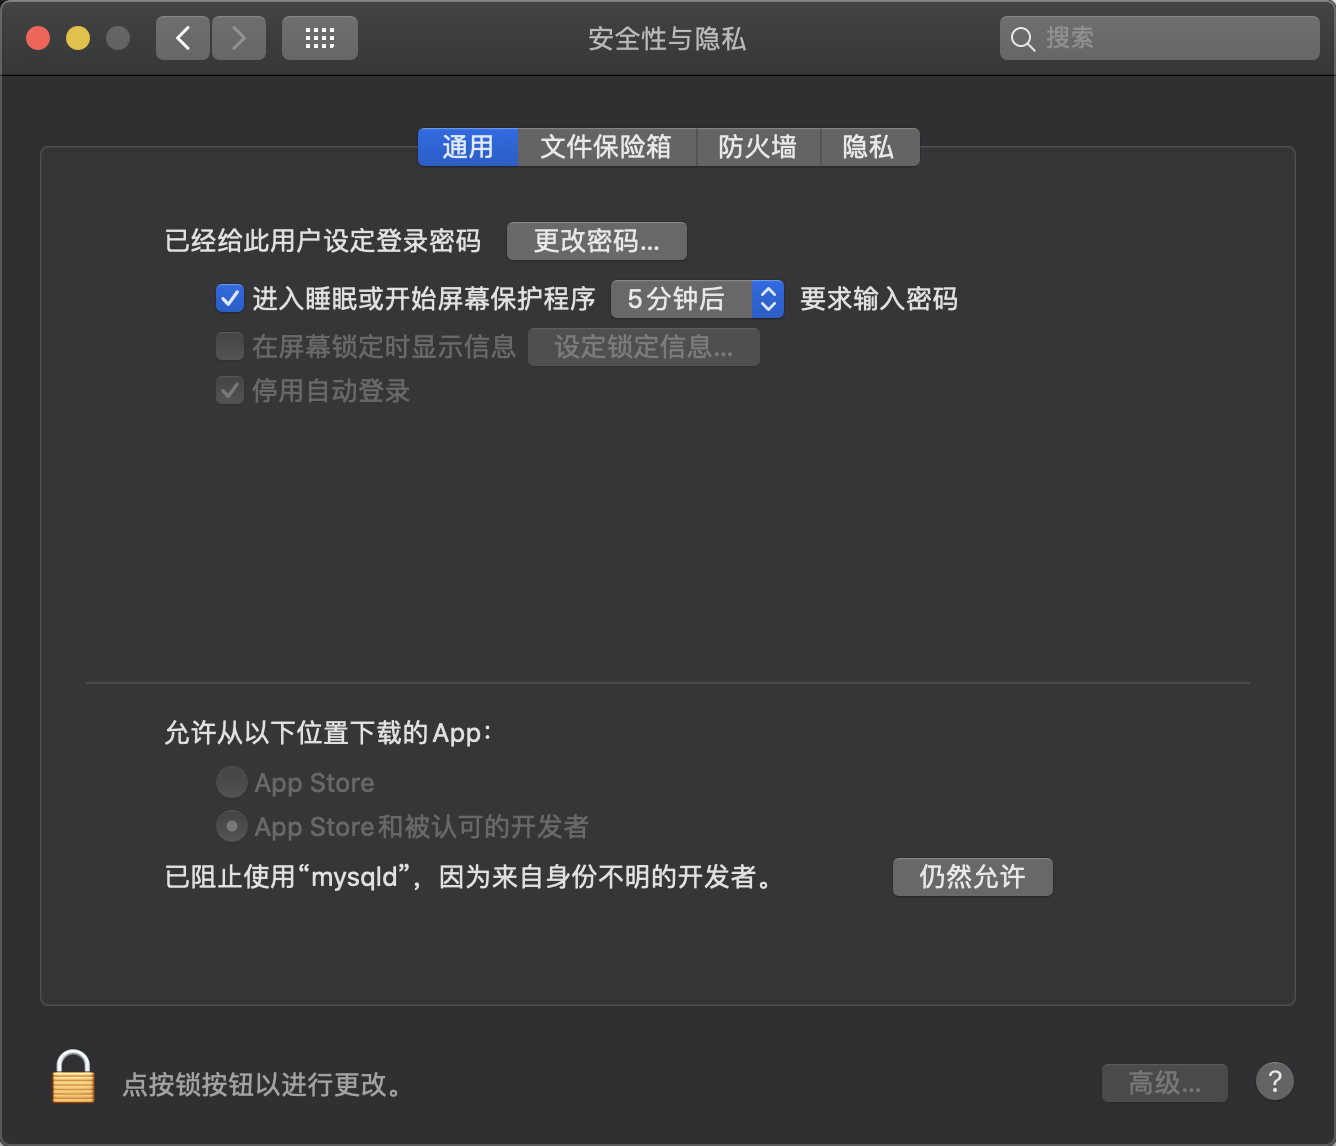 安全性与隐私
搜索
通用 文件保险箱 防火墙 隐私
已经给此用户设定登录密码 更改密码...
进入睡眠或开始屏幕保护程序 5分钟后 要求输入密码
在屏幕锁定时显示信息 设定锁定信息...
停用自动登录
允许从以下位置下载的App：
App Store
App Store和被认可的开发者
已阻止使用“mysqld”，因为来自身份不明的开发者。 仍然允许
点按锁按钮以进行更改。
高级... ?